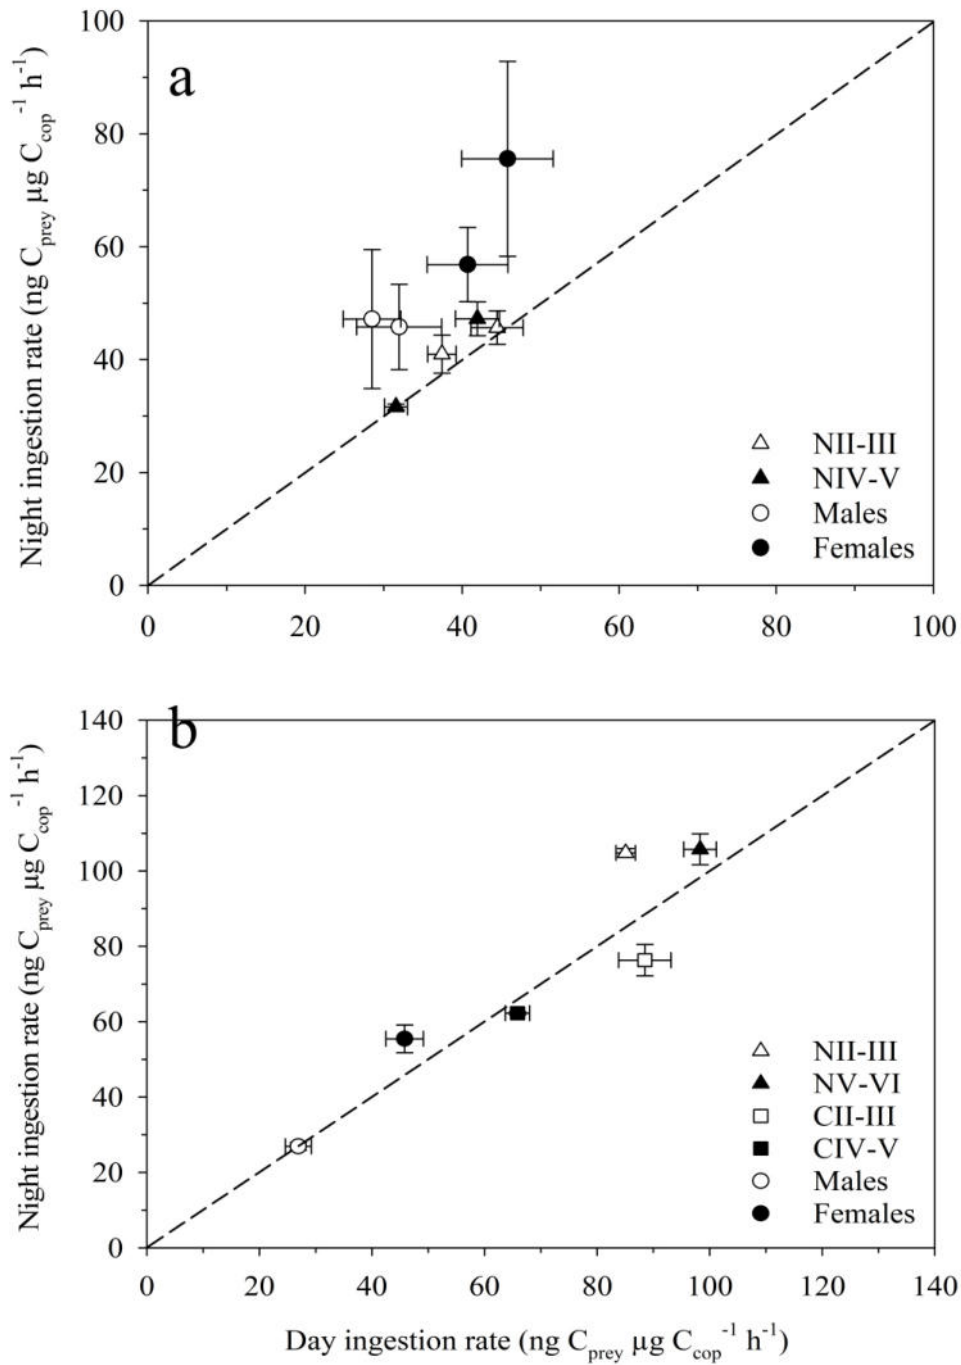 100
a
80
60
40
20
0
Night ingestion rate (ng C_prey µg C_cop^-1 h^-1)
NII-III
NIV-V
Males
Females
0 20 40 60 80 100
140
b
120
100
80
60
40
20
0
Night ingestion rate (ng C_prey µg C_cop^-1 h^-1)
NII-III
NV-VI
CII-III
CIV-V
Males
Females
0 20 40 60 80 100 120 140
Day ingestion rate (ng C_prey µg C_cop^-1 h^-1)